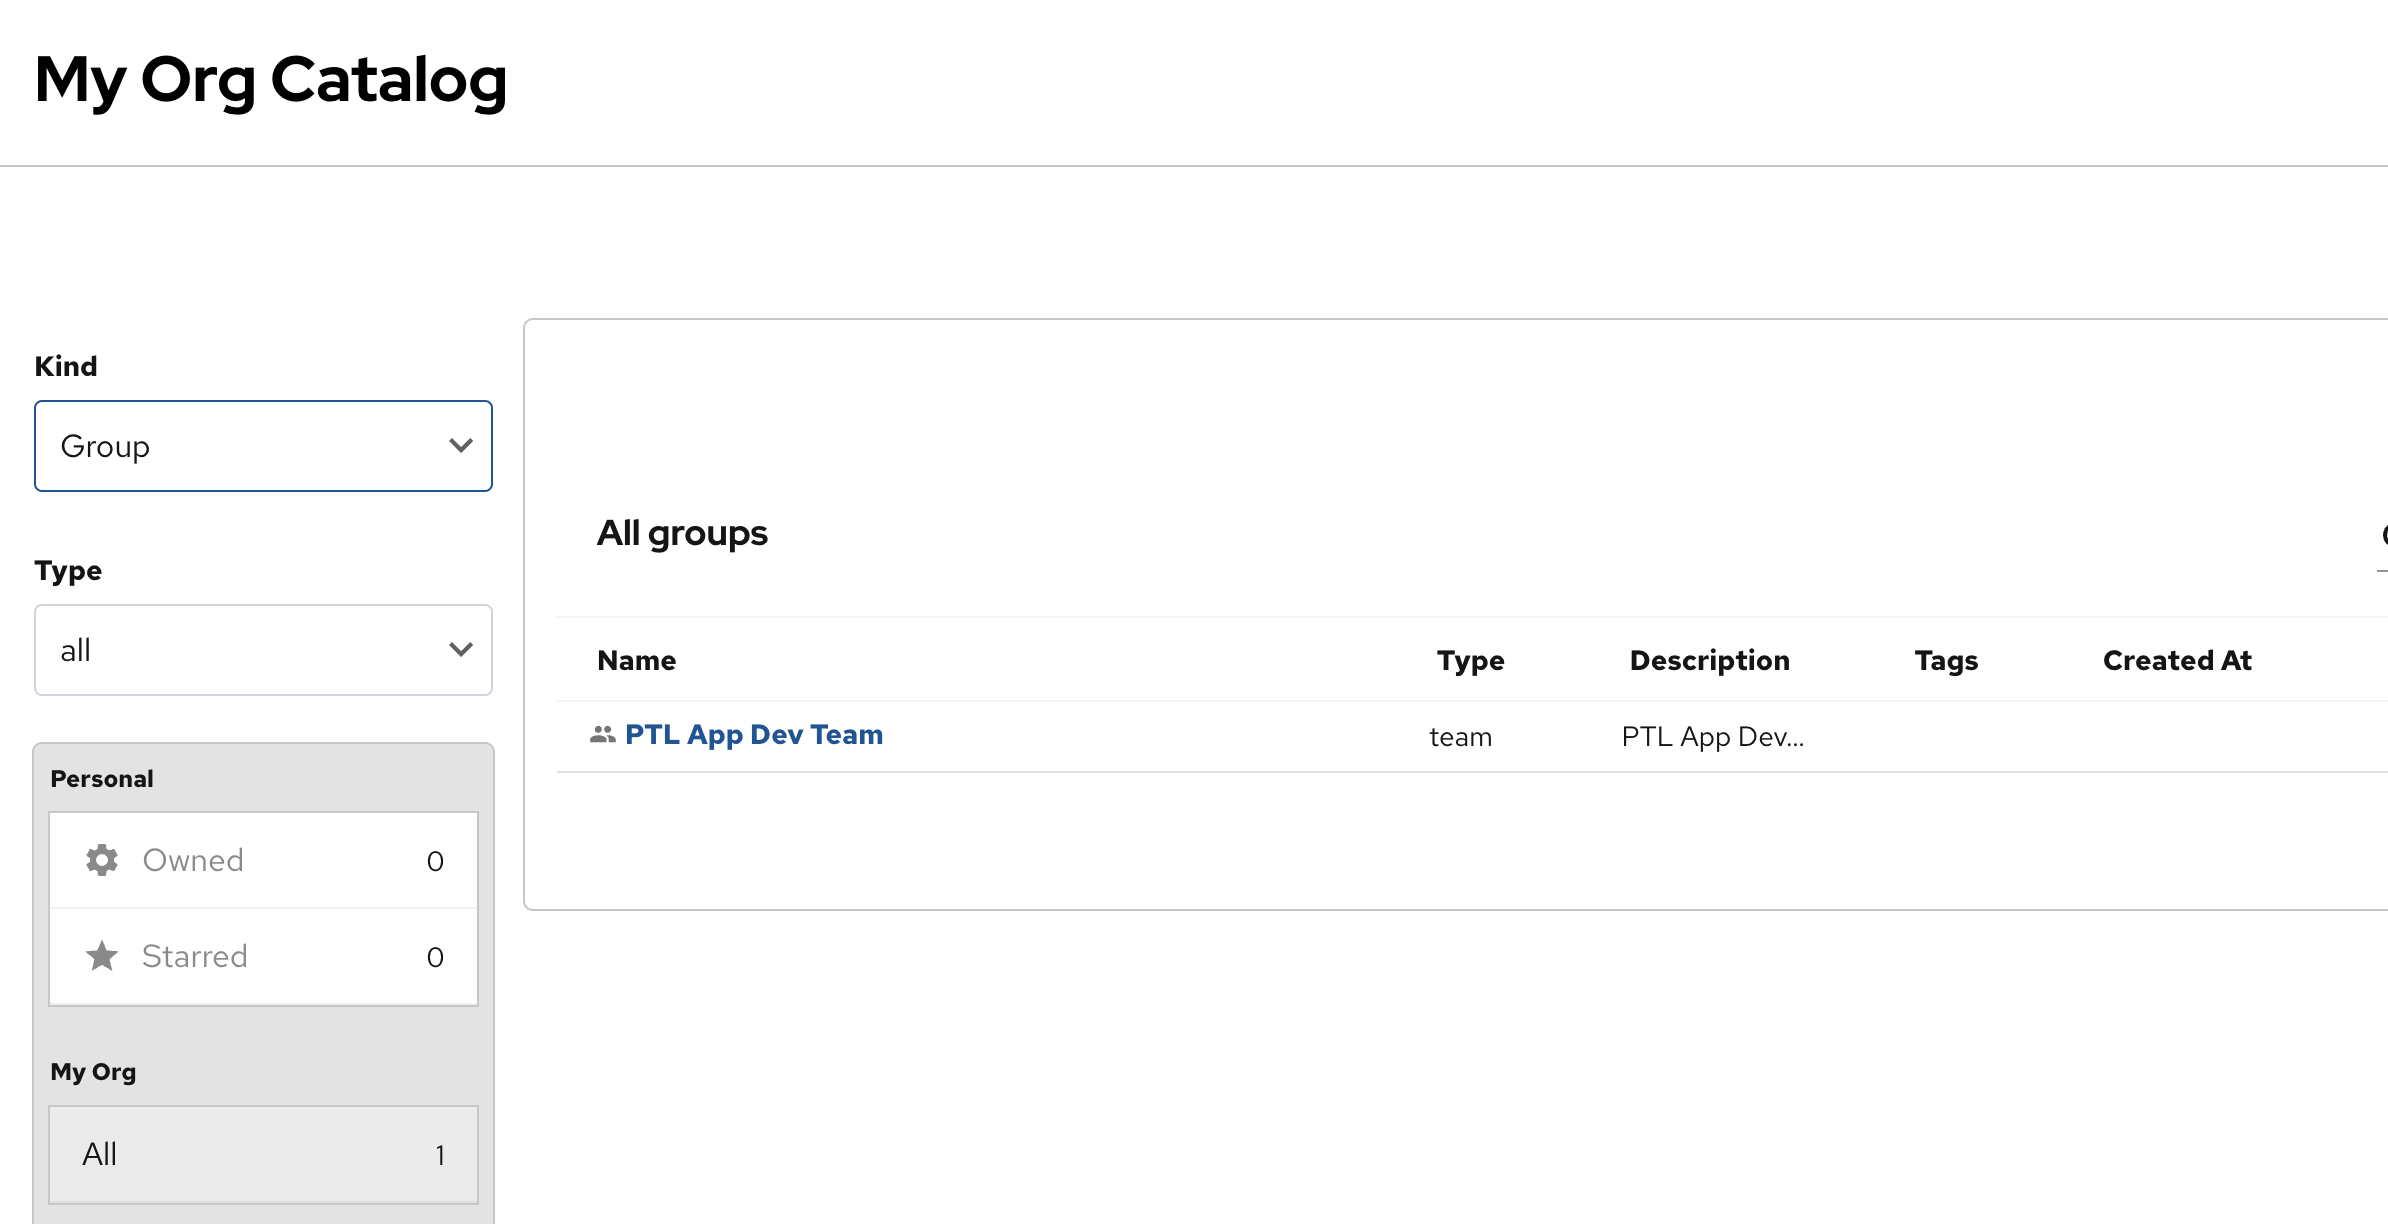 My Org Catalog
Kind
Group
Type
all
Personal
Owned 0
Starred 0
My Org
All 1
All groups
Name Type Description Tags Created At
PTL App Dev Team team PTL App Dev...